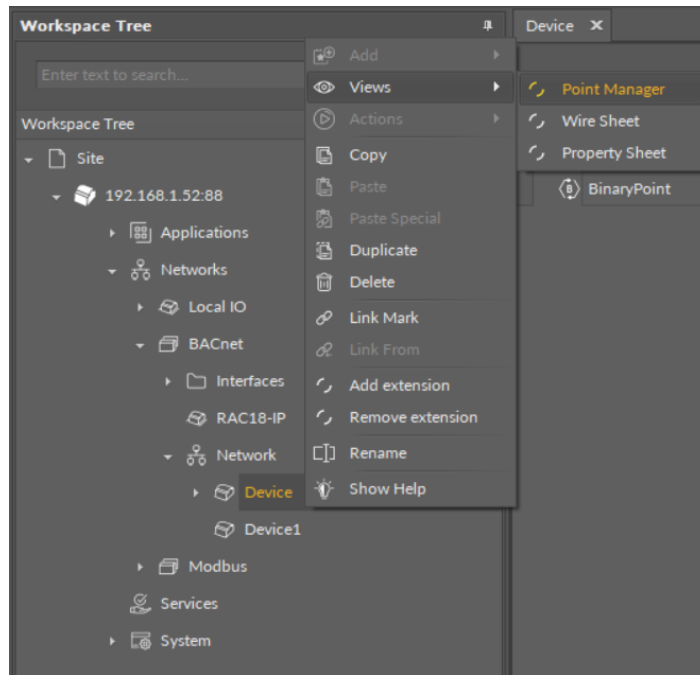 Workspace Tree
Device
Enter text to search...
Workspace Tree
Site
192.168.1.52:88
Applications
Networks
Local IO
BACnet
Interfaces
RAC18-IP
Network
Device
Device1
Modbus
Services
System
Add
Views
Actions
Copy
Paste
Paste Special
Duplicate
Delete
Link Mark
Link From
Add extension
Remove extension
Rename
Show Help
Point Manager
Wire Sheet
Property Sheet
B BinaryPoint